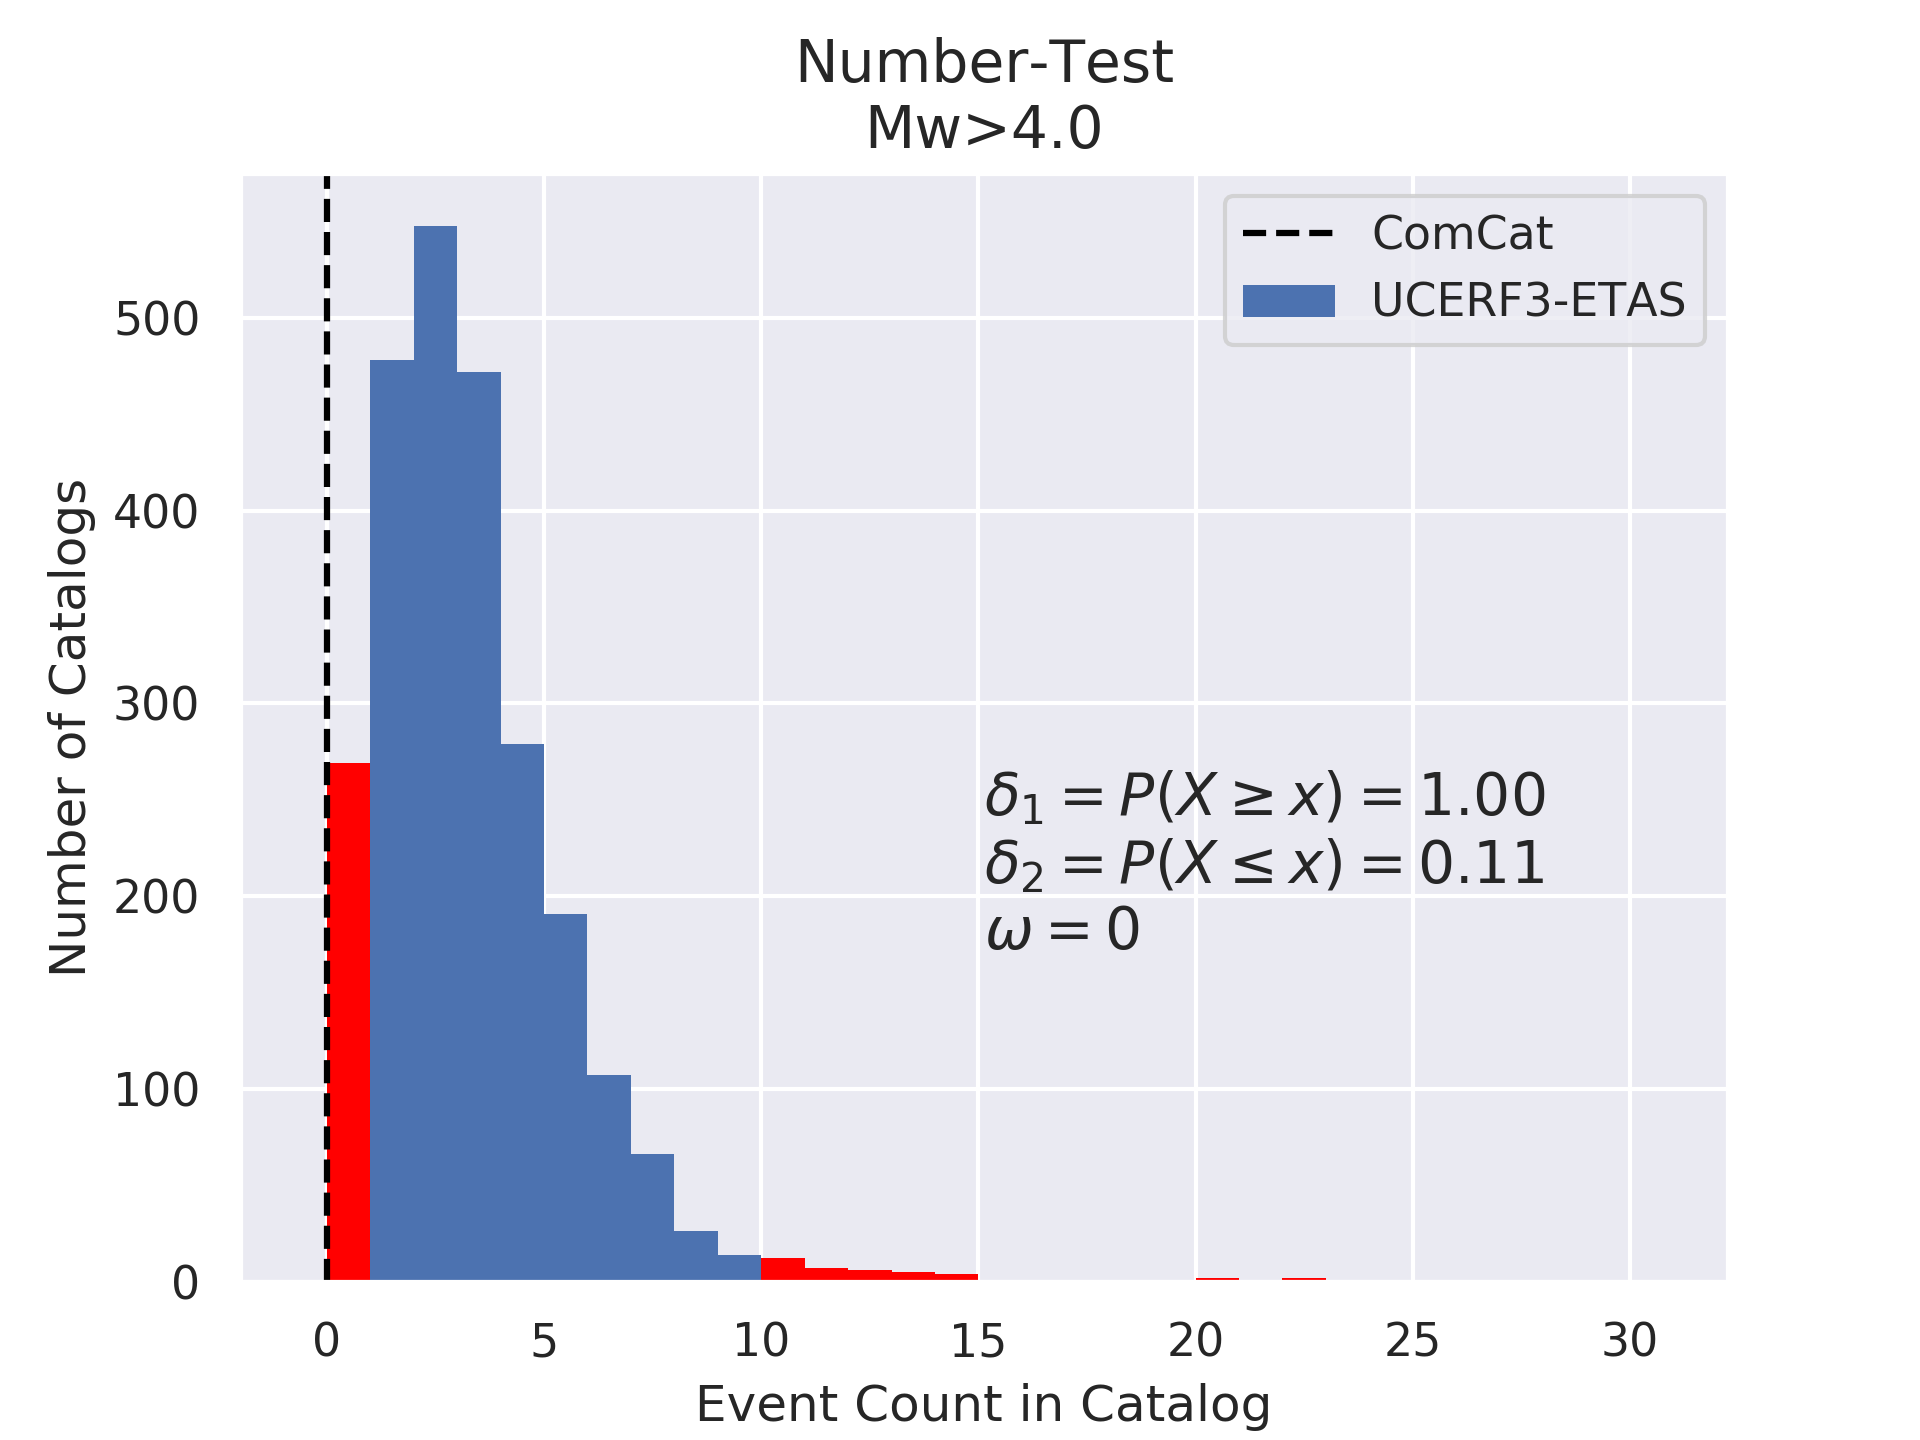 Number-Test
Mw>4.0
ComCat
UCERF3-ETAS
500
400
300
200
100
0
Number of Catalogs
δ₁ = P(X ≥ x) = 1.00
δ₂ = P(X ≤ x) = 0.11
ω = 0
0 5 10 15 20 25 30
Event Count in Catalog